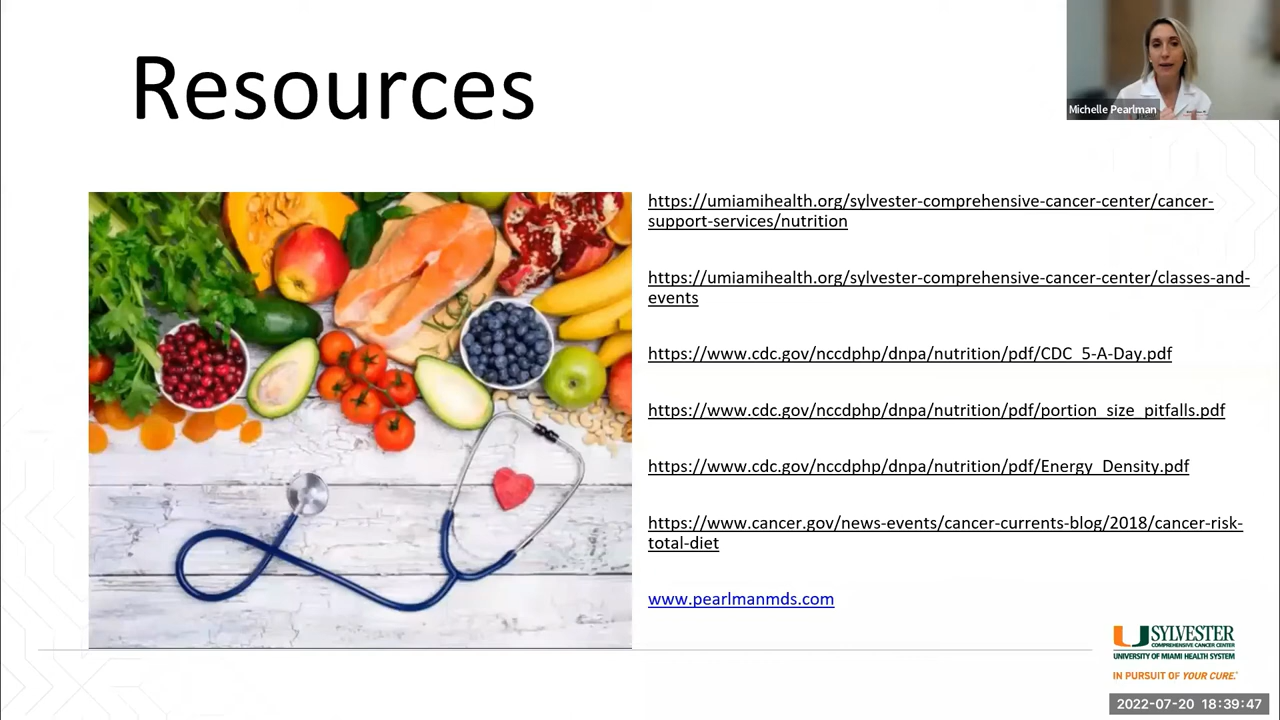 Resources
Michelle Pearlman
https://umiamihealth.org/sylvester-comprehensive-cancer-center/cancer-
support-services/nutrition
https://umiamihealth.org/sylvester-comprehensive-cancer-center/classes-and-
events
https://www.cdc.gov/nccdphp/dnpa/nutrition/pdf/CDC_5-A-Day.pdf
https://www.cdc.gov/nccdphp/dnpa/nutrition/pdf/portion_size_pitfalls.pdf
https://www.cdc.gov/nccdphp/dnpa/nutrition/pdf/Energy_Density.pdf
https://www.cancer.gov/news-events/cancer-currents-blog/2018/cancer-risk-
total-diet
www.pearlmanmds.com
SYLVESTER
COMPREHENSIVE CANCER CENTER
UNIVERSITY OF MIAMI HEALTH SYSTEM
IN PURSUIT OF YOUR CURE.
2022-07-20 18:39:47